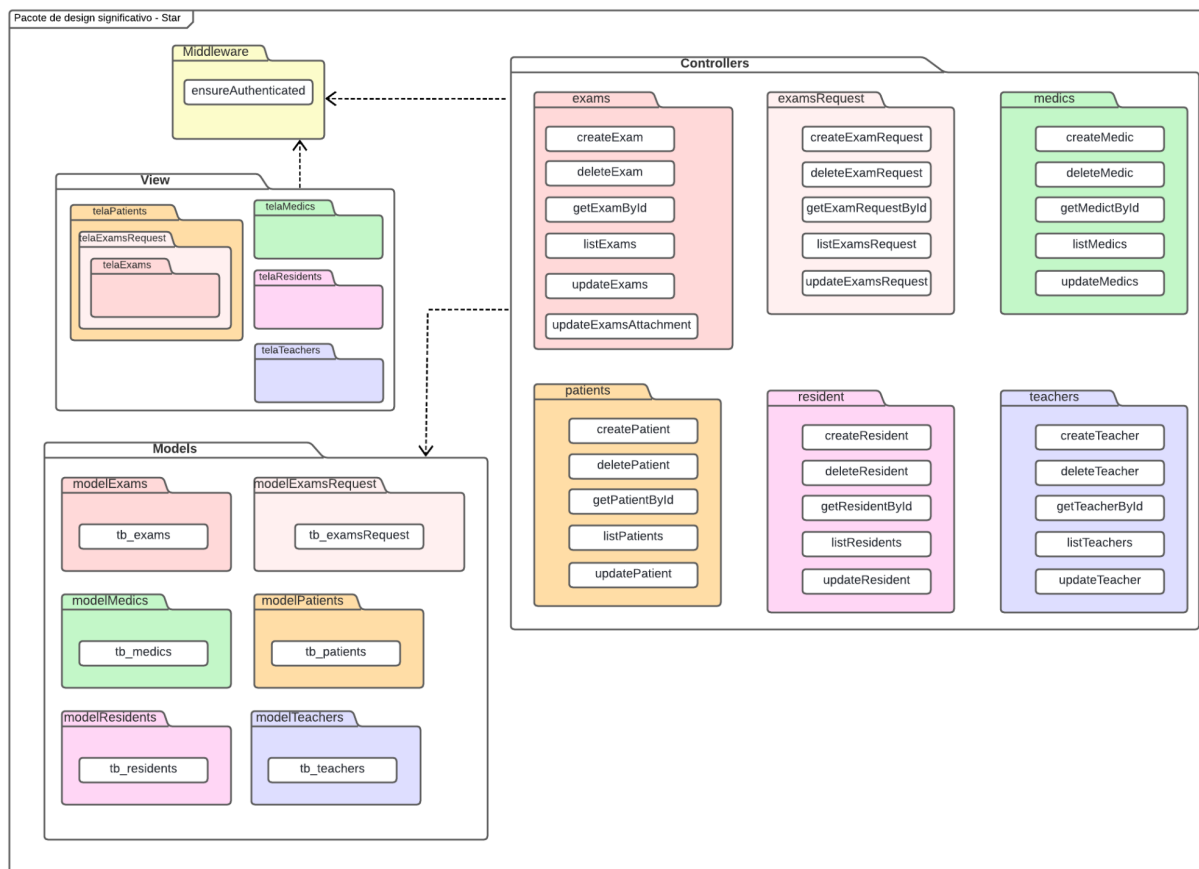 Pacote de design significativo - Star
Middleware
ensureAuthenticated
View
telaPatients
telaExamsRequest
telaExams
telaMedics
telaResidents
telaTeachers
Models
modelExams
tb_exams
modelExamsRequest
tb_examsRequest
modelMedics
tb_medics
modelPatients
tb_patients
modelResidents
tb_residents
modelTeachers
tb_teachers
Controllers
exams
createExam
deleteExam
getExamById
listExams
updateExams
updateExamsAttachment
examsRequest
createExamRequest
deleteExamRequest
getExamRequestById
listExamsRequest
updateExamsRequest
medics
createMedic
deleteMedic
getMedictById
listMedics
updateMedics
patients
createPatient
deletePatient
getPatientById
listPatients
updatePatient
resident
createResident
deleteResident
getResidentById
listResidents
updateResident
teachers
createTeacher
deleteTeacher
getTeacherById
listTeachers
updateTeacher